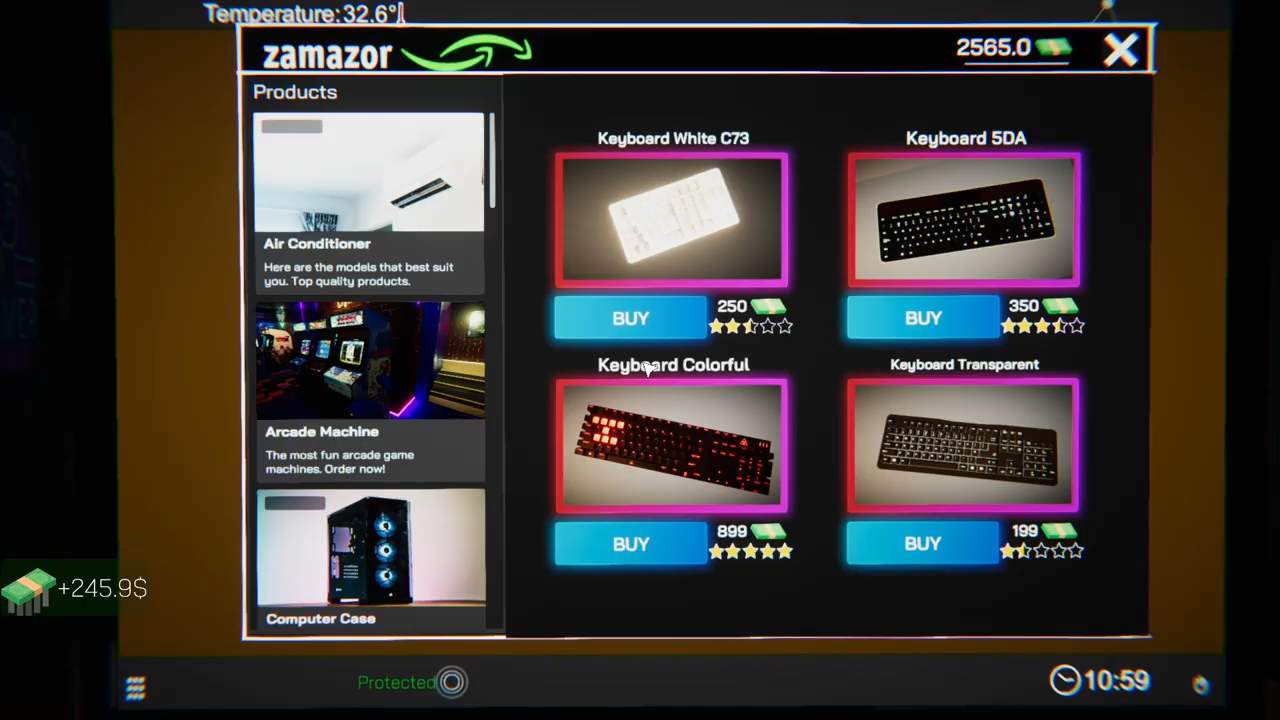 Temperature: 32.6°
zamazor
2565.0
Products
Air Conditioner
Here are the models that best suit
you. Top quality products.
Arcade Machine
The most fun arcade game
machines. Order now!
Computer Case
Keyboard White C73
BUY
250
Keyboard 5DA
BUY
350
Keyboard Colorful
BUY
899
Keyboard Transparent
BUY
199
+245.9$
Protected
10:59